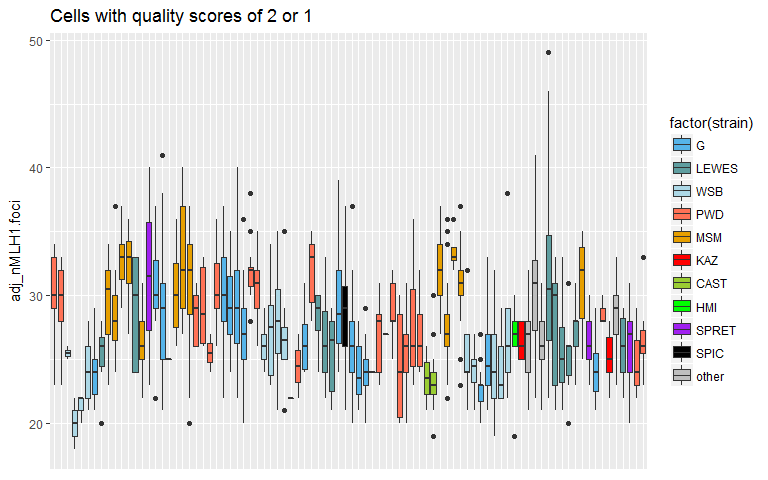 Cells with quality scores of 2 or 1
adj_nMLH1.foci
50
40
30
20
factor(strain)
G
LEWES
WSB
PWD
MSM
KAZ
CAST
HMI
SPRET
SPIC
other